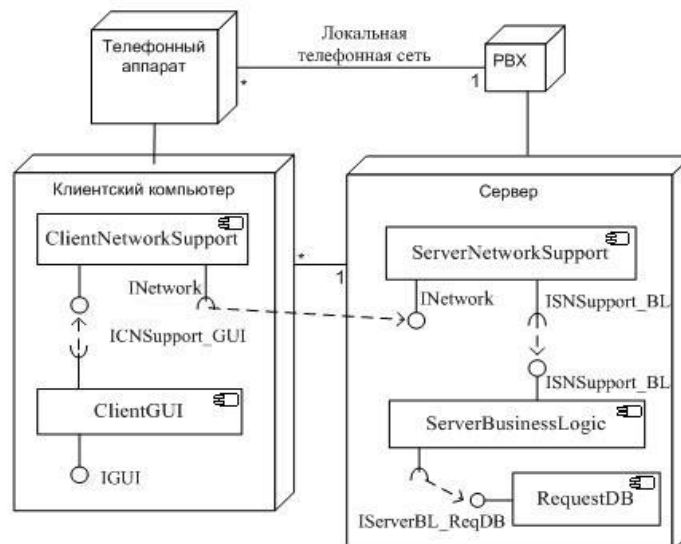 Телефонный
аппарат
Локальная
телефонная сеть
PBX
*
1
Клиентский компьютер
Сервер
ClientNetworkSupport
ServerNetworkSupport
*
1
INetwork
INetwork
ISNSupport_BL
ICNSupport_GUI
ISNSupport_BL
ClientGUI
ServerBusinessLogic
IGUI
RequestDB
IServerBL_ReqDB